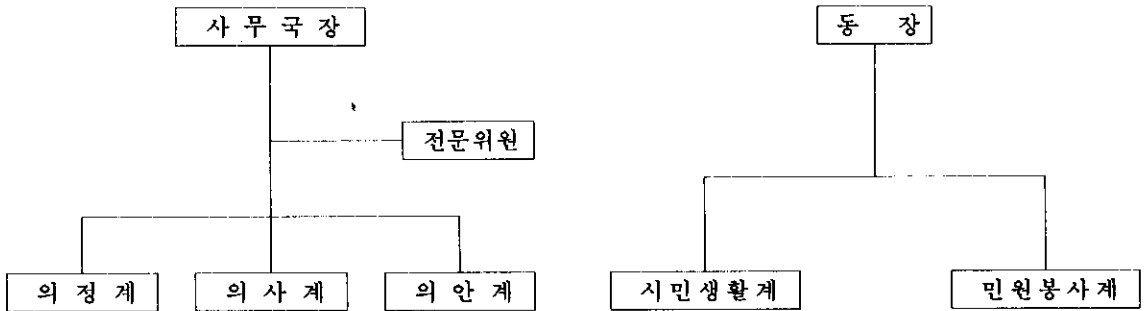 사 무 국 장
동 장
전문위원
의 정 계
의 사 계
의 안 계
시민생활계
민원봉사계